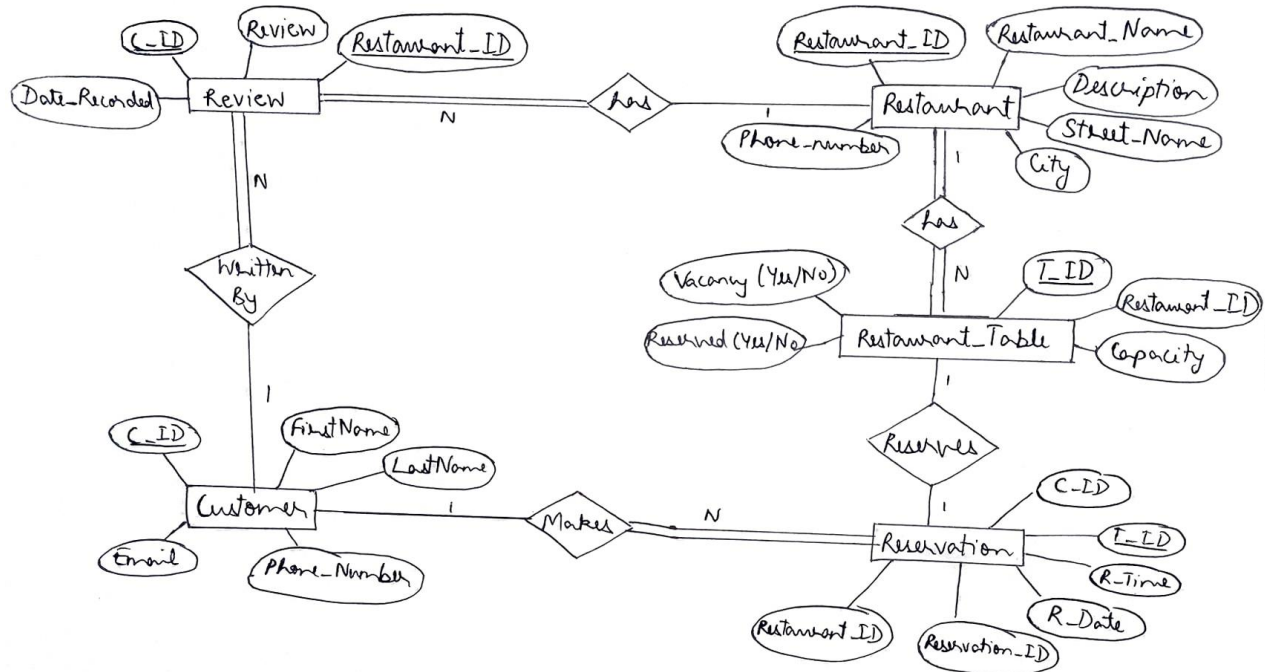 C_ID
Review
Restaurant_ID
Date_Recorded
Review
N
has
1
Restaurant_ID
Restaurant_Name
Description
Street_Name
City
Phone_number
Restaurant
N
Written
By
1
1
has
N
Vacancy (Yes/No)
Reserved (Yes/No
T_ID
Restaurant_ID
Capacity
Restaurant_Table
1
Reserves
1
C_ID
FirstName
LastName
Customer
Email
Phone_Number
1
Makes
N
Reservation
C_ID
T_ID
R_Time
R_Date
Reservation_ID
Restaurant_ID